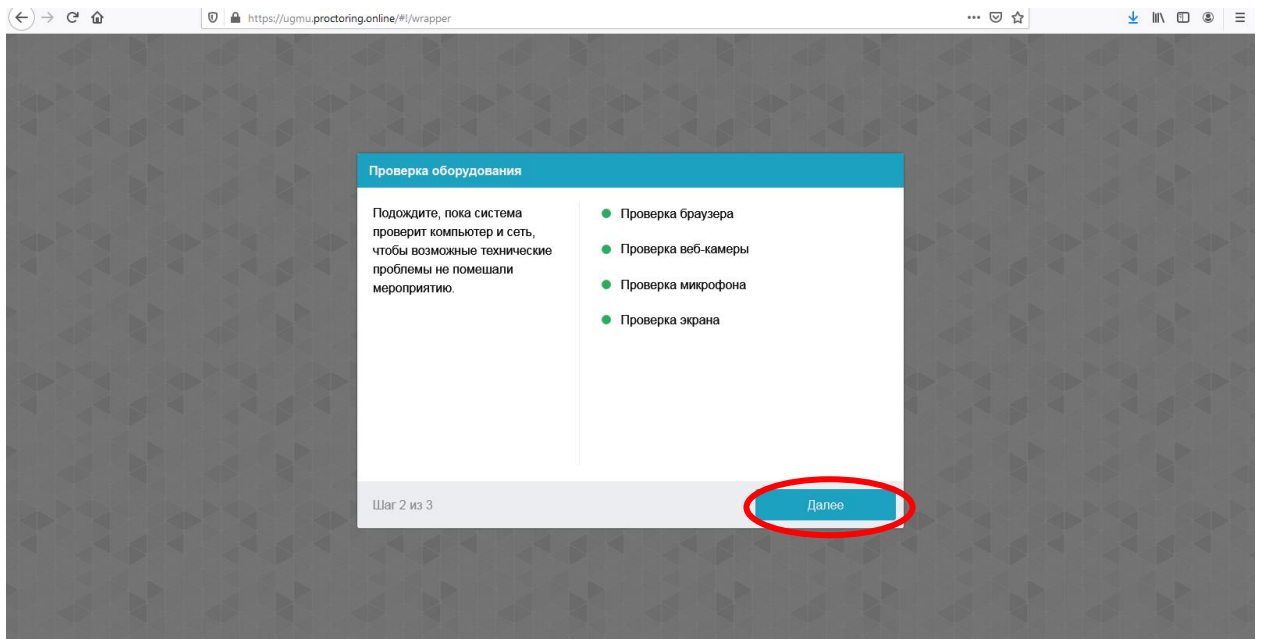 https://ugmu.proctoring.online/#!/wrapper
Проверка оборудования
Подождите, пока система
проверит компьютер и сеть,
чтобы возможные технические
проблемы не помешали
мероприятию.
Проверка браузера
Проверка веб-камеры
Проверка микрофона
Проверка экрана
Шаг 2 из 3
Далее